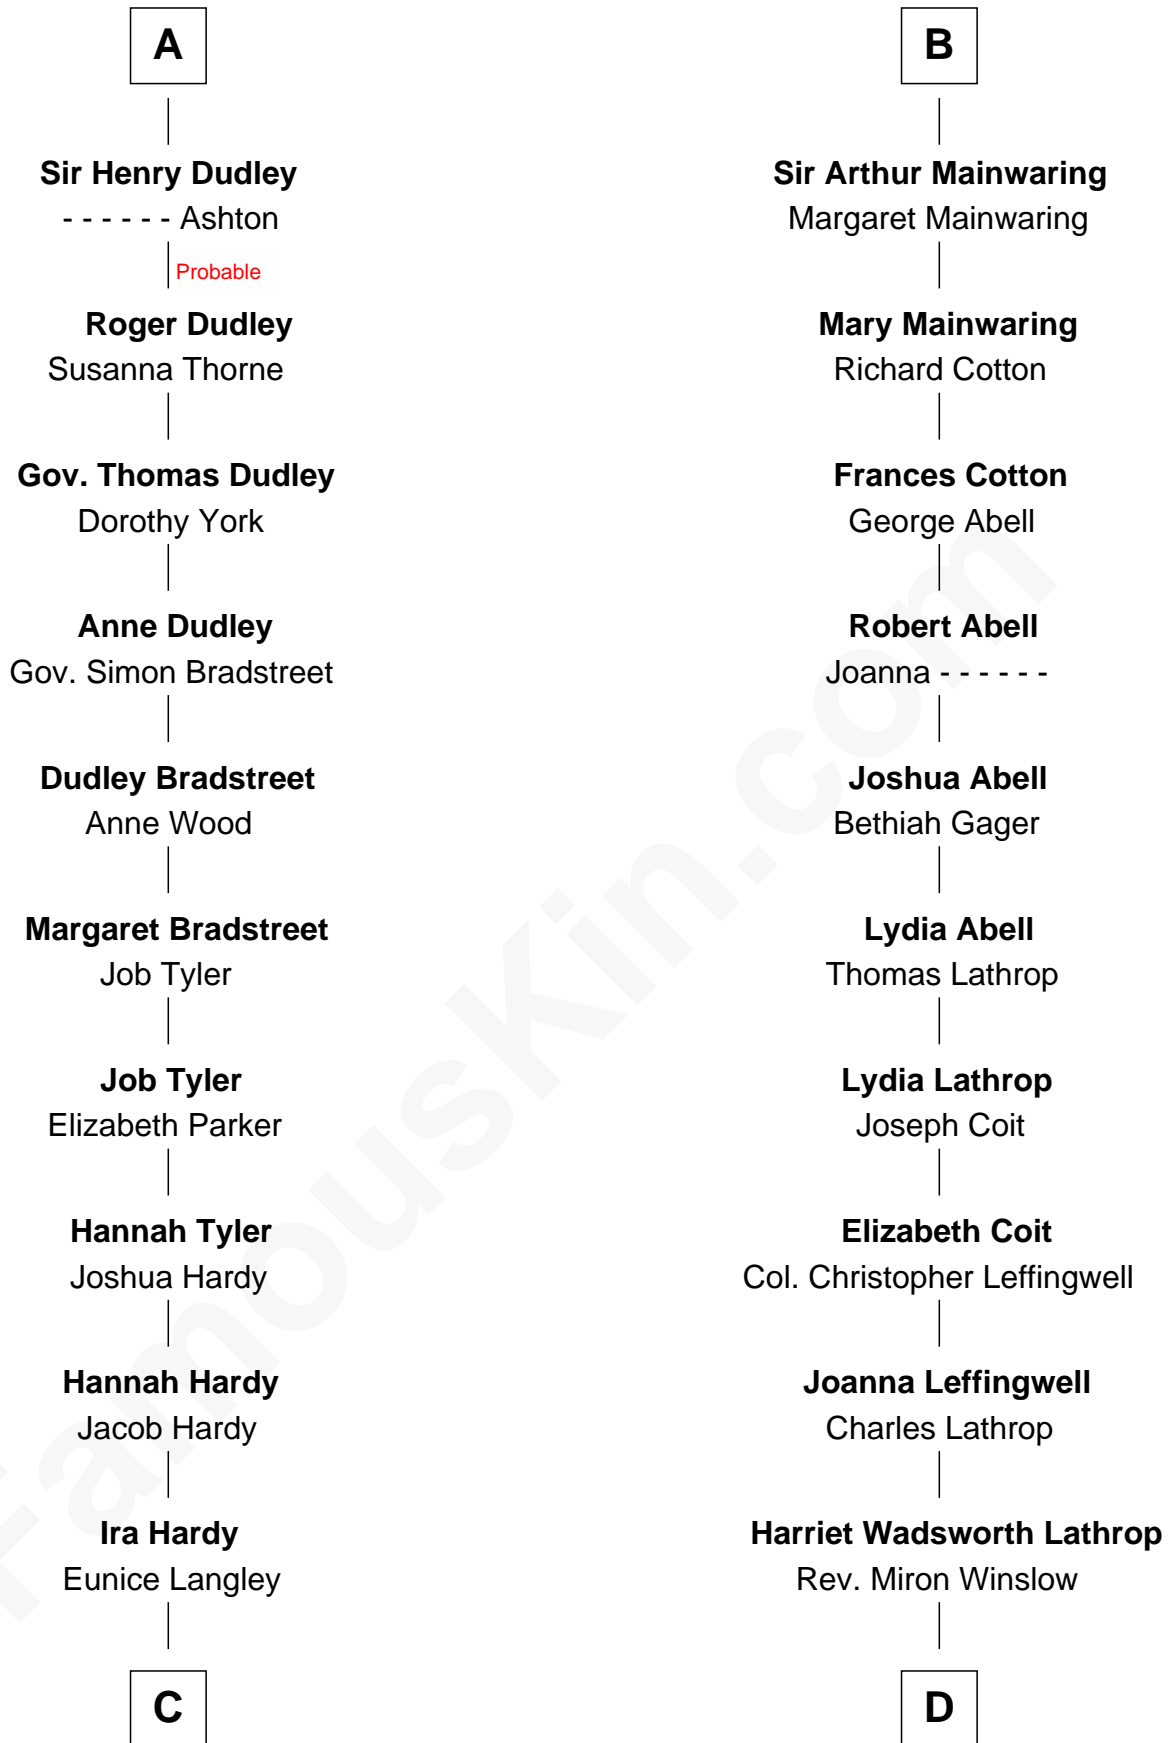 A
Sir Henry Dudley
- - - - - - Ashton
Probable
Roger Dudley
Susanna Thorne
Gov. Thomas Dudley
Dorothy York
Anne Dudley
Gov. Simon Bradstreet
Dudley Bradstreet
Anne Wood
Margaret Bradstreet
Job Tyler
Job Tyler
Elizabeth Parker
Hannah Tyler
Joshua Hardy
Hannah Hardy
Jacob Hardy
Ira Hardy
Eunice Langley
C
B
Sir Arthur Mainwaring
Margaret Mainwaring
Mary Mainwaring
Richard Cotton
Frances Cotton
George Abell
Robert Abell
Joanna - - - - - -
Joshua Abell
Bethiah Gager
Lydia Abell
Thomas Lathrop
Lydia Lathrop
Joseph Coit
Elizabeth Coit
Col. Christopher Leffingwell
Joanna Leffingwell
Charles Lathrop
Harriet Wadsworth Lathrop
Rev. Miron Winslow
D
FamousKin.com